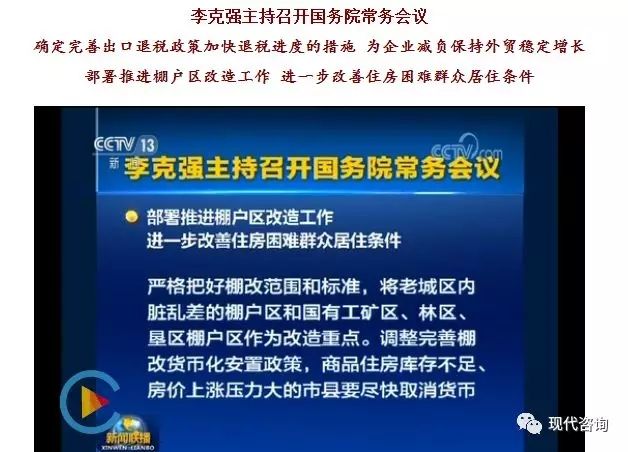 李克强主持召开国务院常务会议
确定完善出口退税政策加快退税进度的措施 为企业减负保持外贸稳定增长
部署推进棚户区改造工作 进一步改善住房困难群众居住条件
CCTV 13
新闻
CCTV.com
李克强主持召开国务院常务会议
部署推进棚户区改造工作
进一步改善住房困难群众居住条件
严格把好棚改范围和标准，将老城区内
脏乱差的棚户区和国有工矿区、林区、
垦区棚户区作为改造重点。调整完善棚
改货币化安置政策，商品住房库存不足、
房价上涨压力大的市县要尽快取消货币
新闻联播
XINWEN-LIANBO
现代咨询